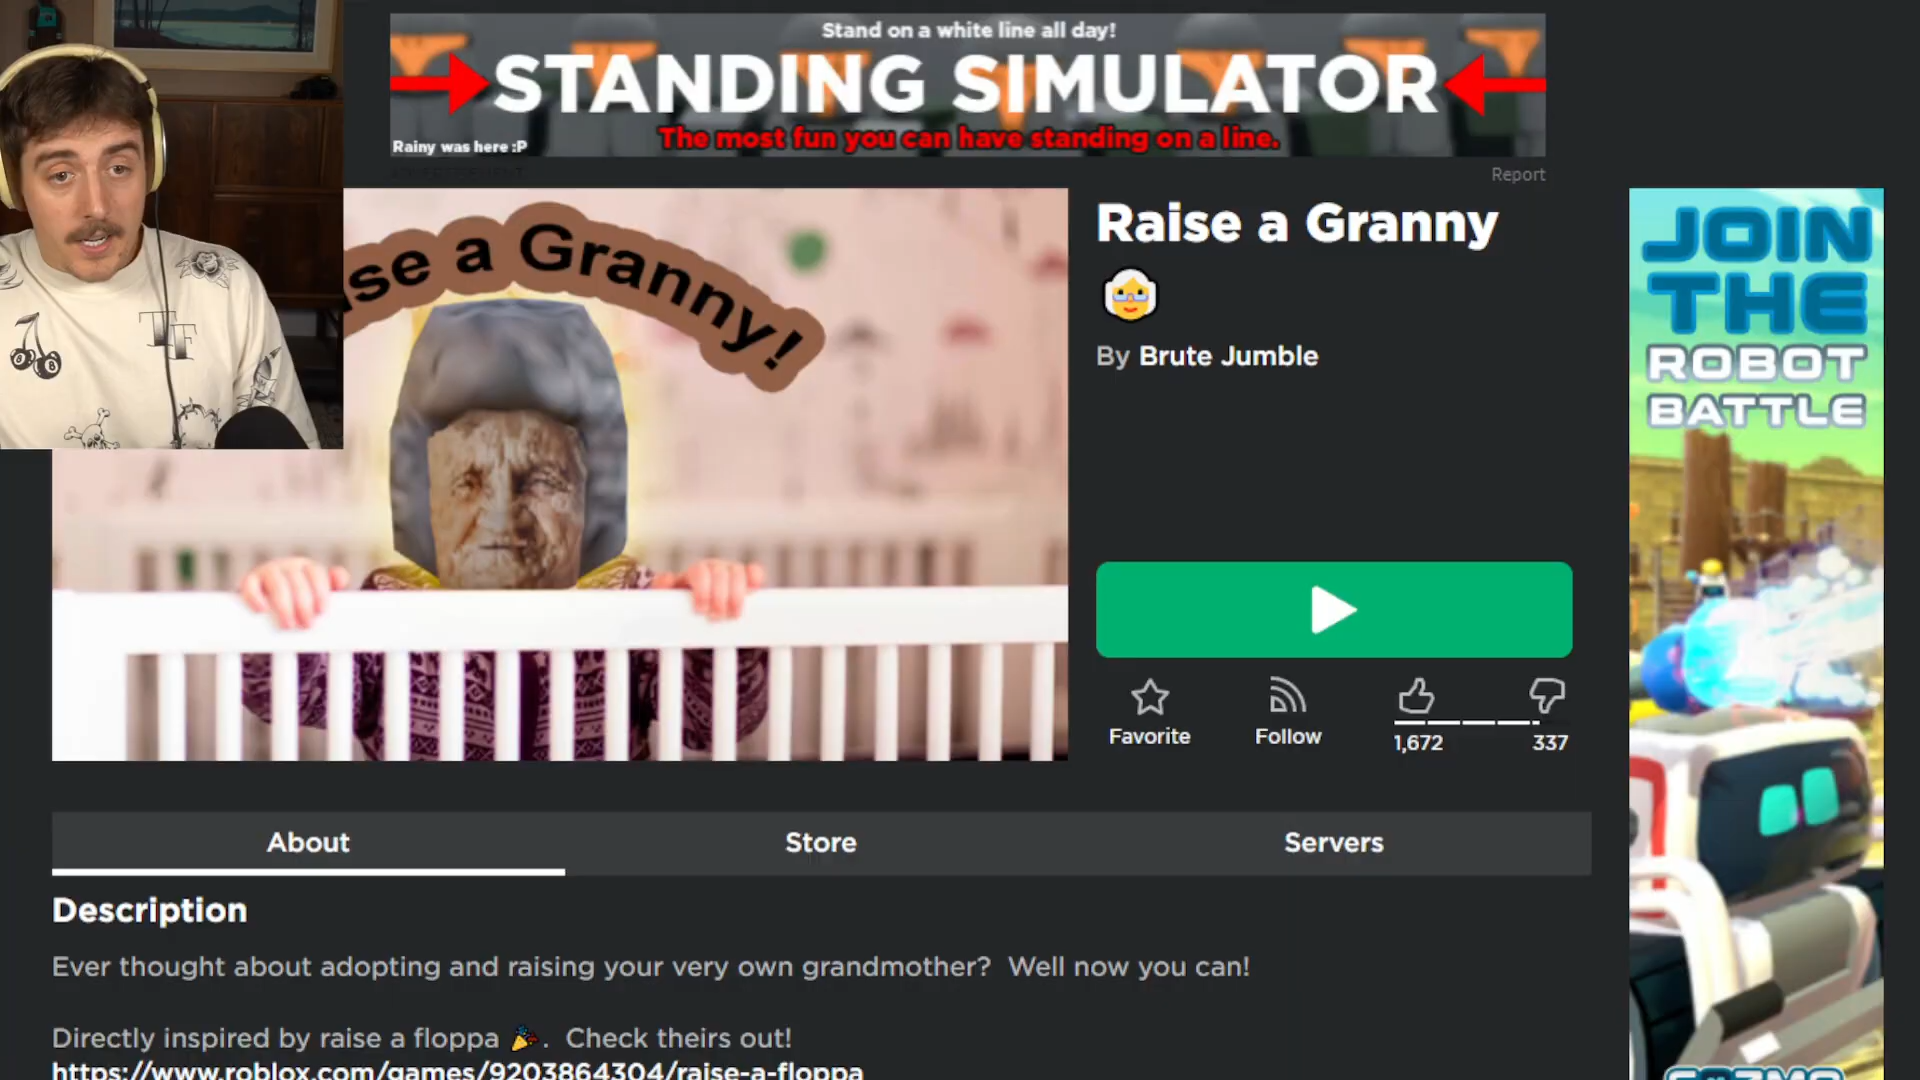 Stand on a white line all day!
STANDING SIMULATOR
The most fun you can have standing on a line.
Rainy was here :P
Report
ise a Granny!
Raise a Granny
By Brute Jumble
Favorite
Follow
1,672
337
JOIN
THE
ROBOT
BATTLE
About
Store
Servers
Description
Ever thought about adopting and raising your very own grandmother?  Well now you can!
Directly inspired by raise a floppa 🎉.  Check theirs out!
https://www.roblox.com/games/9203864304/raise-a-floppa